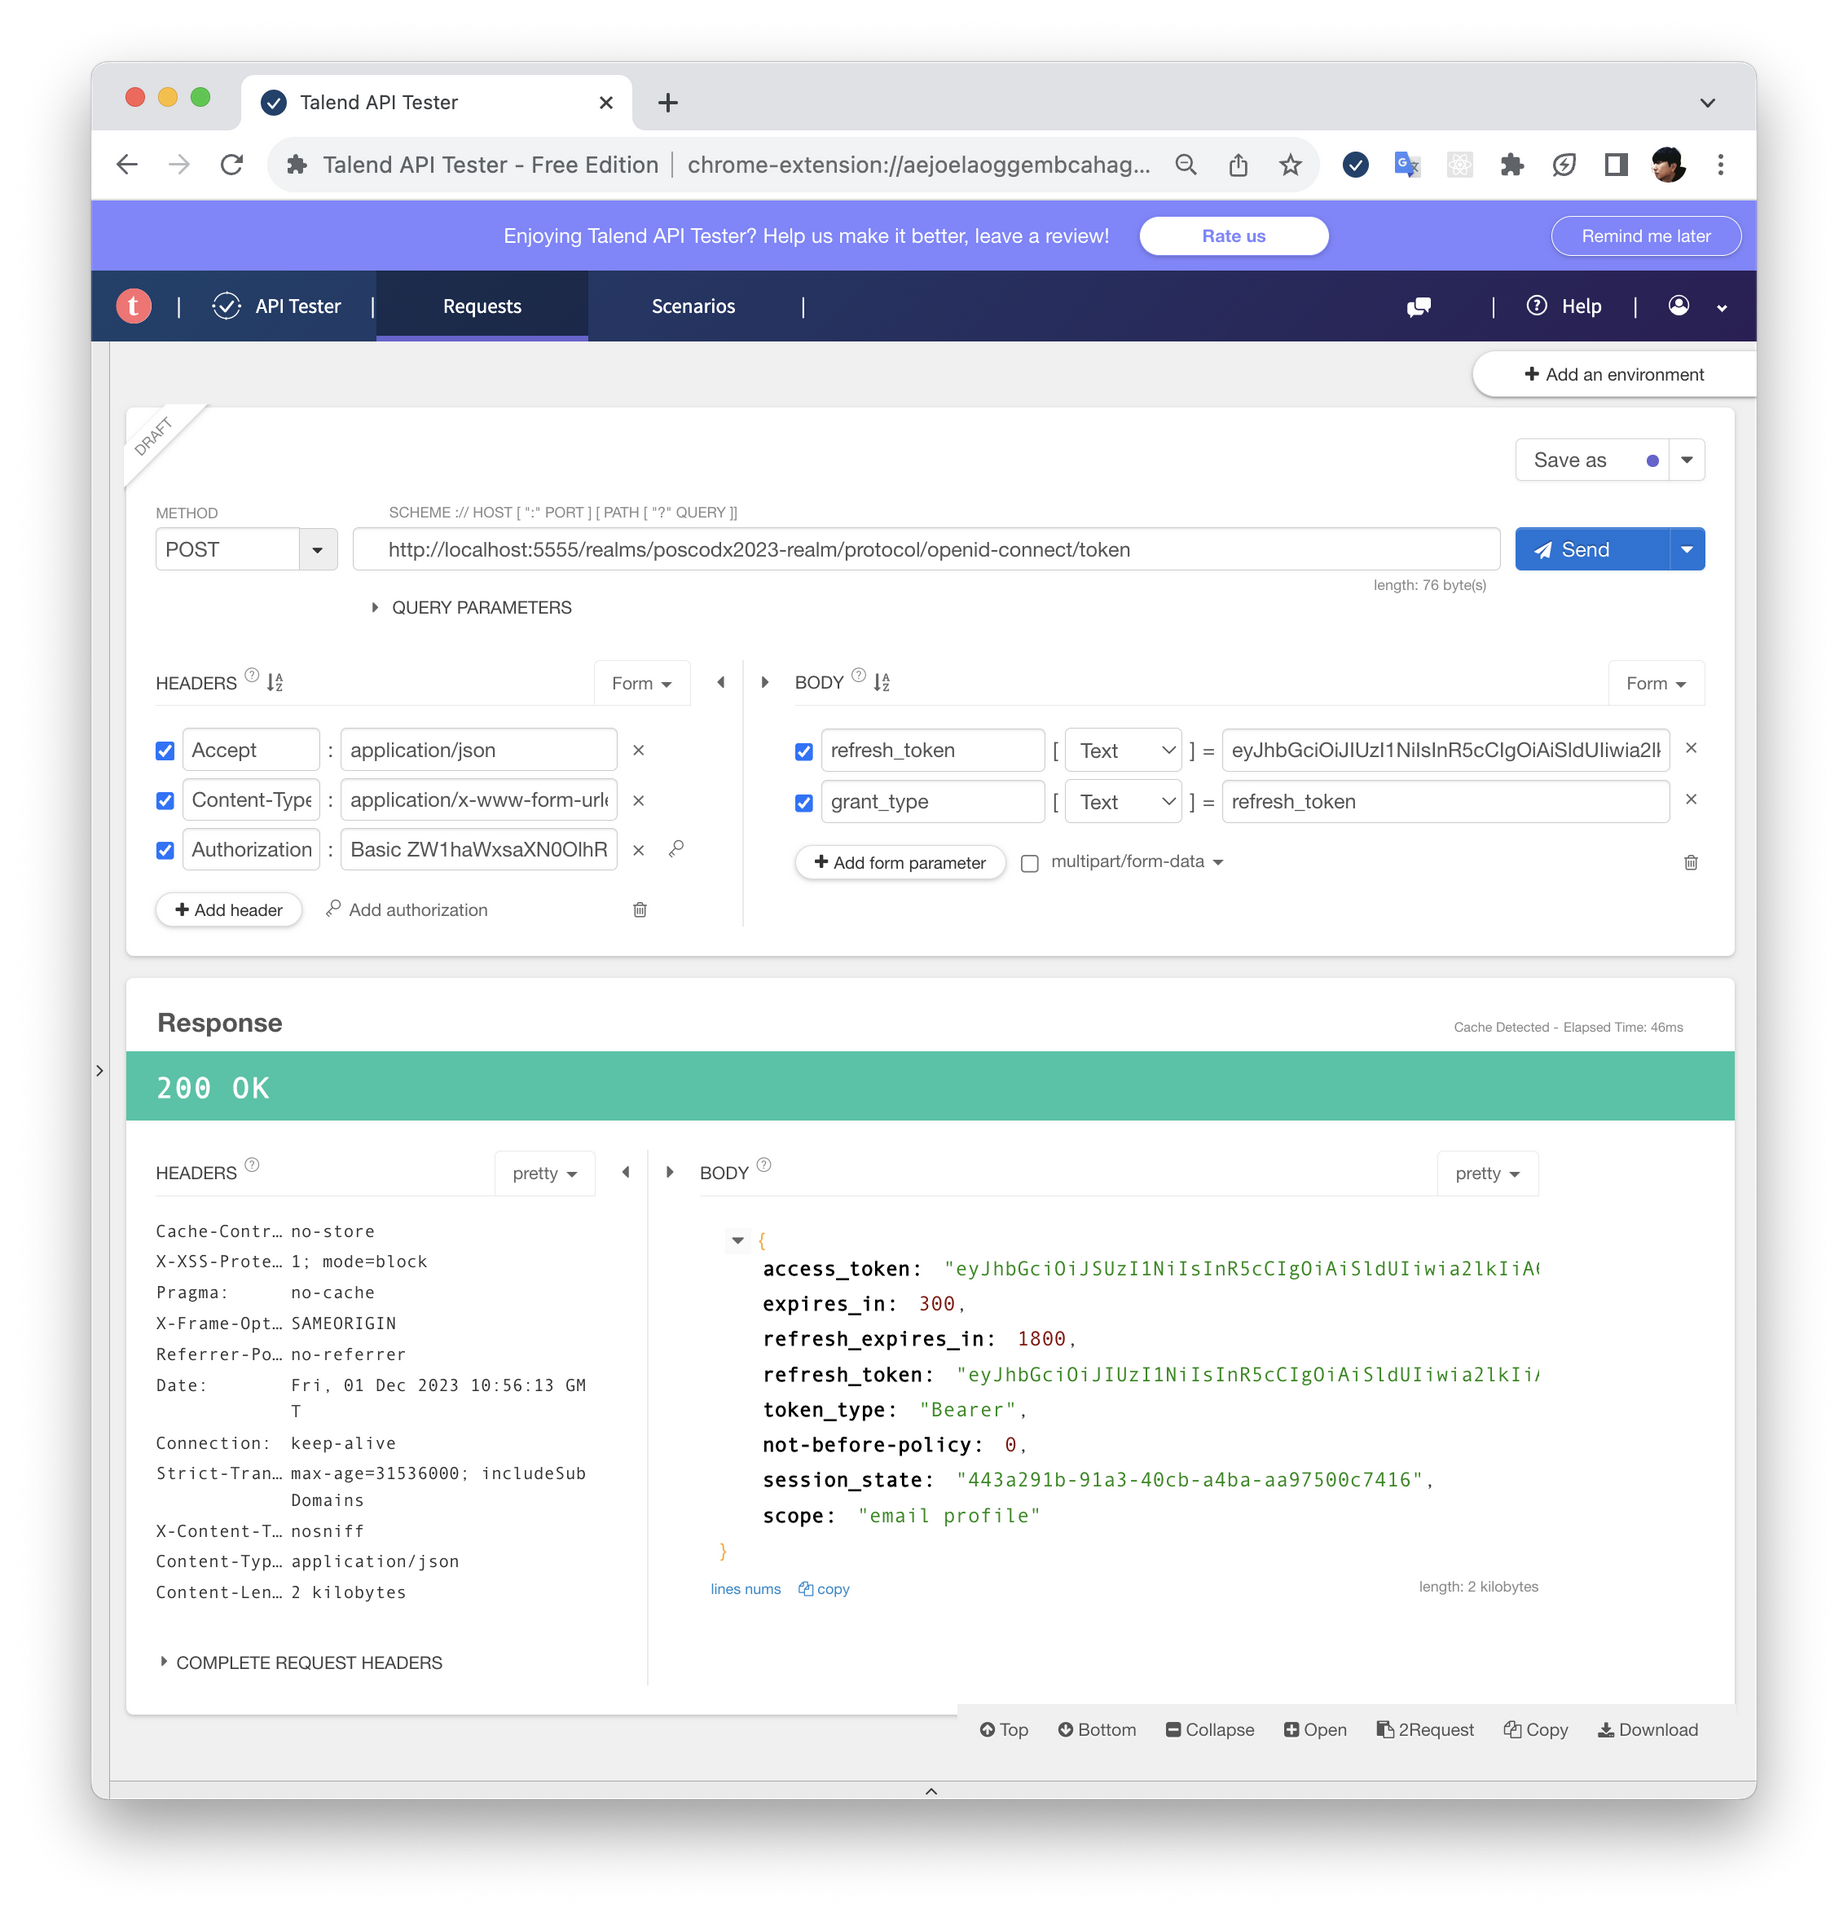 Talend API Tester
Talend API Tester - Free Edition | chrome-extension://aejoelaoggembcahag...
Enjoying Talend API Tester? Help us make it better, leave a review! Rate us Remind me later
t | API Tester | Requests Scenarios | | Help |
+ Add an environment
DRAFT
Save as
METHOD SCHEME :// HOST [ ":" PORT ] [ PATH [ "?" QUERY ]]
POST http://localhost:5555/realms/poscodx2023-realm/protocol/openid-connect/token Send
length: 76 byte(s)
QUERY PARAMETERS
HEADERS ? Form BODY ? Form
Accept : application/json ×
Content-Type : application/x-www-form-urle ×
Authorization : Basic ZW1haWxsaXN0OlhR ×
+ Add header Add authorization
refresh_token [ Text ] = eyJhbGciOiJIUzI1NiIsInR5cCIgOiAiSldUIiwia2lk ×
grant_type [ Text ] = refresh_token ×
+ Add form parameter multipart/form-data
Response Cache Detected - Elapsed Time: 46ms
200 OK
HEADERS ? pretty BODY ? pretty
Cache-Contr... no-store
X-XSS-Prote... 1; mode=block
Pragma: no-cache
X-Frame-Opt... SAMEORIGIN
Referrer-Po... no-referrer
Date: Fri, 01 Dec 2023 10:56:13 GM
T
Connection: keep-alive
Strict-Tran... max-age=31536000; includeSub
Domains
X-Content-T... nosniff
Content-Typ... application/json
Content-Len... 2 kilobytes
COMPLETE REQUEST HEADERS
{
access_token: "eyJhbGciOiJSUzI1NiIsInR5cCIgOiAiSldUIiwia2lkIiA
expires_in: 300,
refresh_expires_in: 1800,
refresh_token: "eyJhbGciOiJIUzI1NiIsInR5cCIgOiAiSldUIiwia2lkIi
token_type: "Bearer",
not-before-policy: 0,
session_state: "443a291b-91a3-40cb-a4ba-aa97500c7416",
scope: "email profile"
}
lines nums copy length: 2 kilobytes
Top Bottom Collapse Open 2Request Copy Download